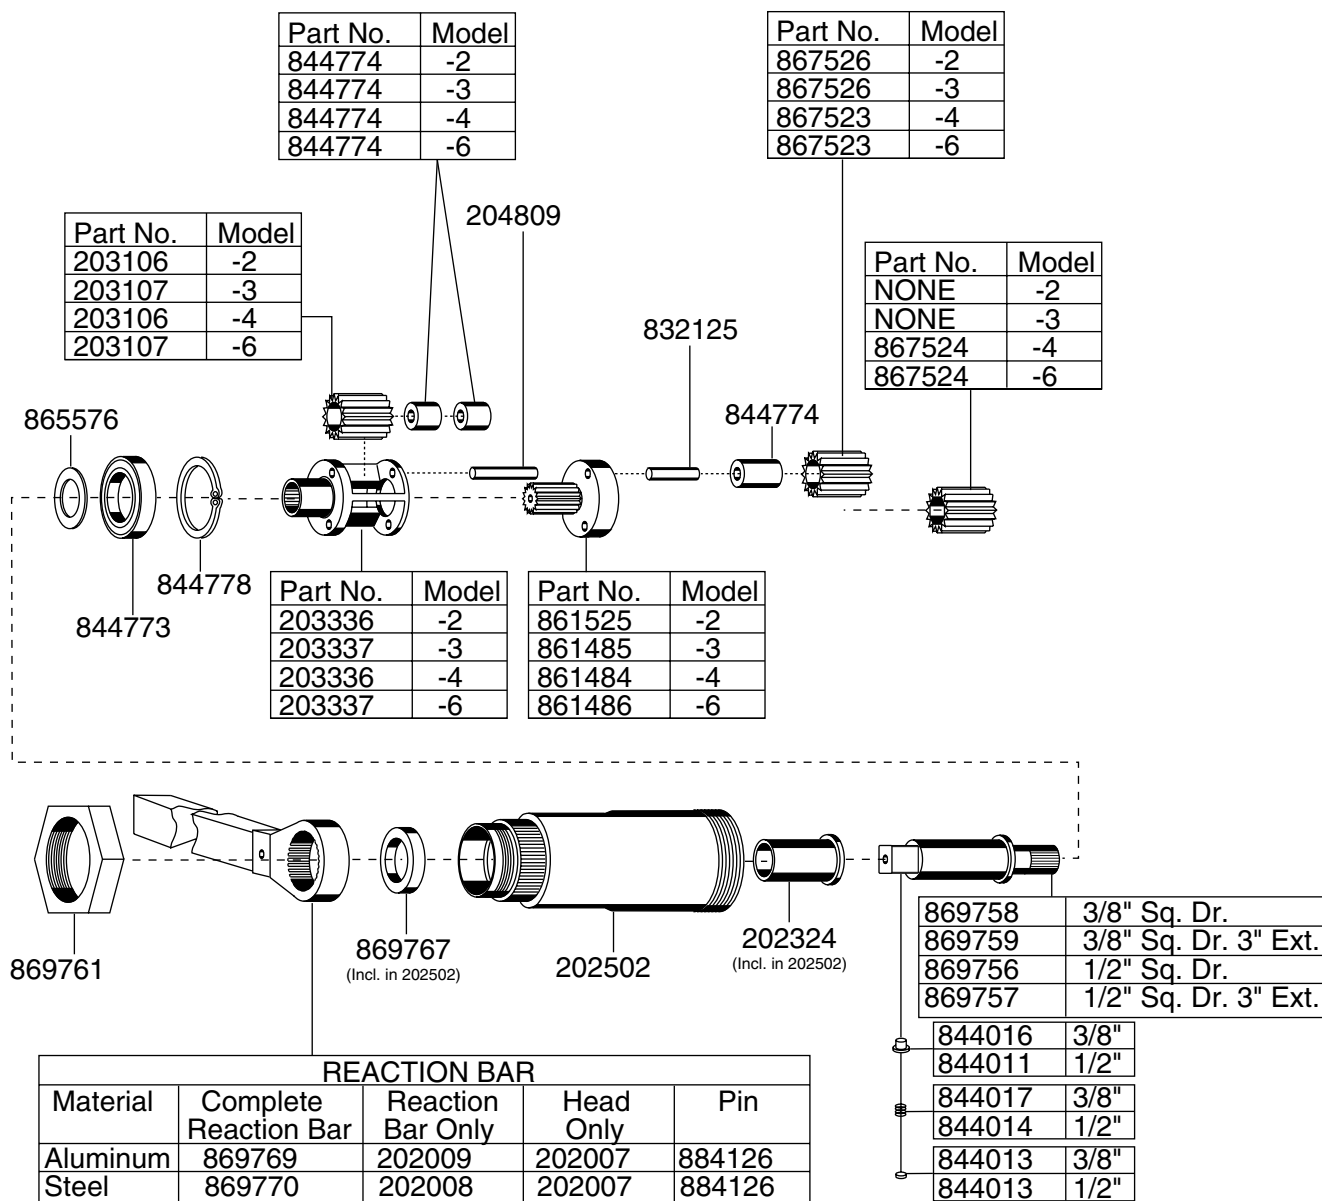 Part No. Model
844774 -2
844774 -3
844774 -4
844774 -6
Part No. Model
867526 -2
867526 -3
867523 -4
867523 -6
Part No. Model
203106 -2
203107 -3
203106 -4
203107 -6
204809
832125
Part No. Model
NONE -2
NONE -3
867524 -4
867524 -6
865576
844774
844778
844773
Part No. Model
203336 -2
203337 -3
203336 -4
203337 -6
Part No. Model
861525 -2
861485 -3
861484 -4
861486 -6
869761
869767
(Incl. in 202502)
202502
202324
(Incl. in 202502)
869758 3/8" Sq. Dr.
869759 3/8" Sq. Dr. 3" Ext.
869756 1/2" Sq. Dr.
869757 1/2" Sq. Dr. 3" Ext.
844016 3/8"
844011 1/2"
844017 3/8"
844014 1/2"
844013 3/8"
844013 1/2"
REACTION BAR
Material Complete Reaction Head Pin
Reaction Bar Bar Only Only
Aluminum 869769 202009 202007 884126
Steel 869770 202008 202007 884126